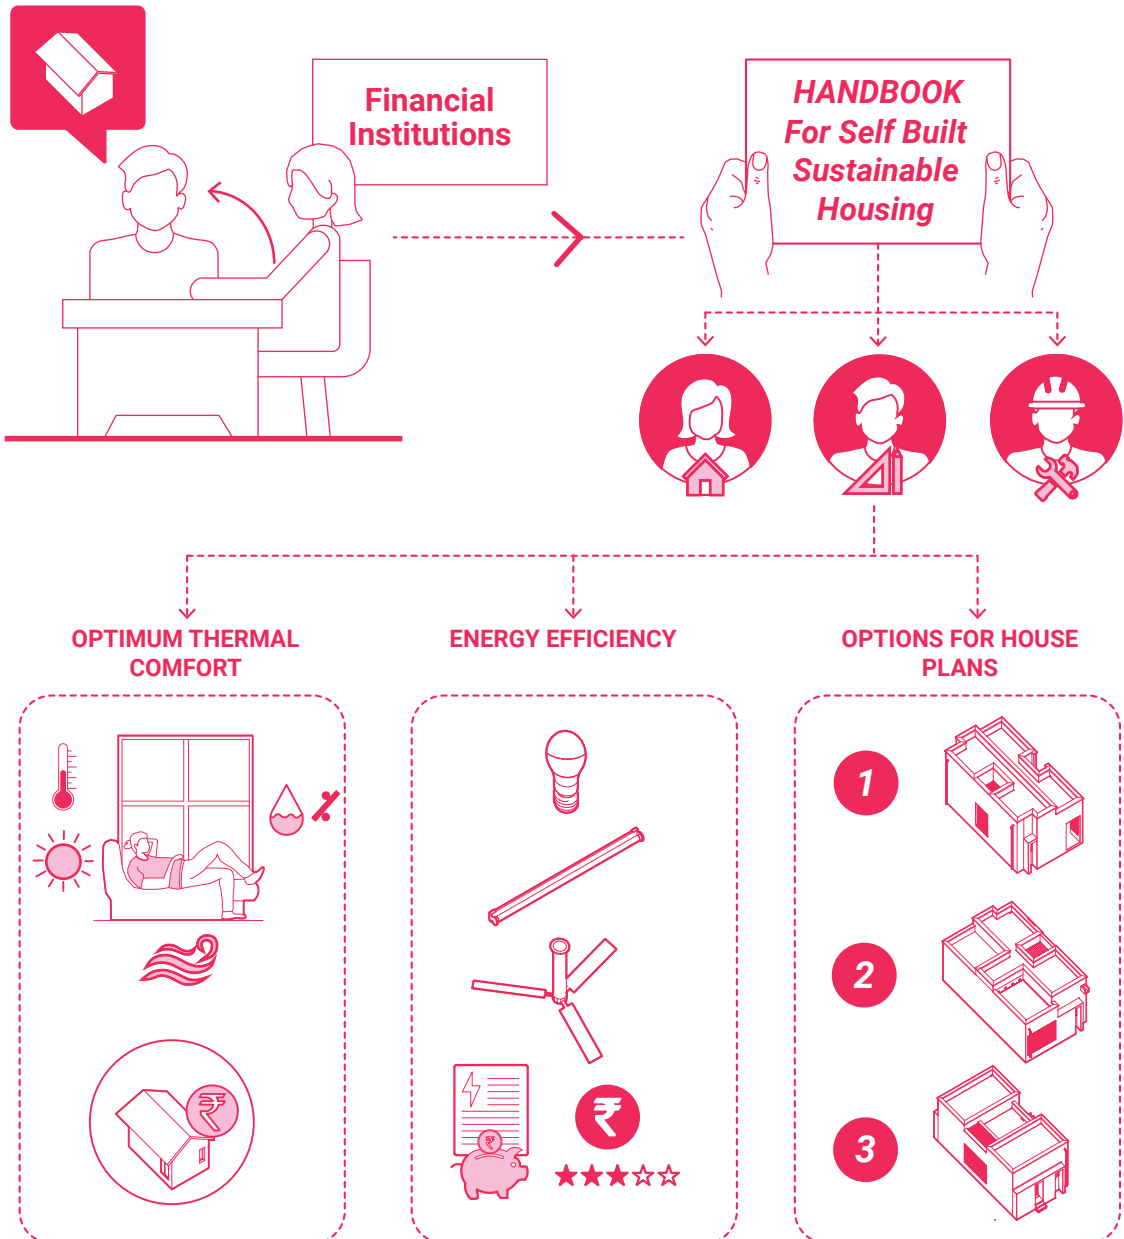 Financial
Institutions
HANDBOOK
For Self Built
Sustainable
Housing
OPTIMUM THERMAL
COMFORT
ENERGY EFFICIENCY
OPTIONS FOR HOUSE
PLANS
1
2
₹
₹
₹
3